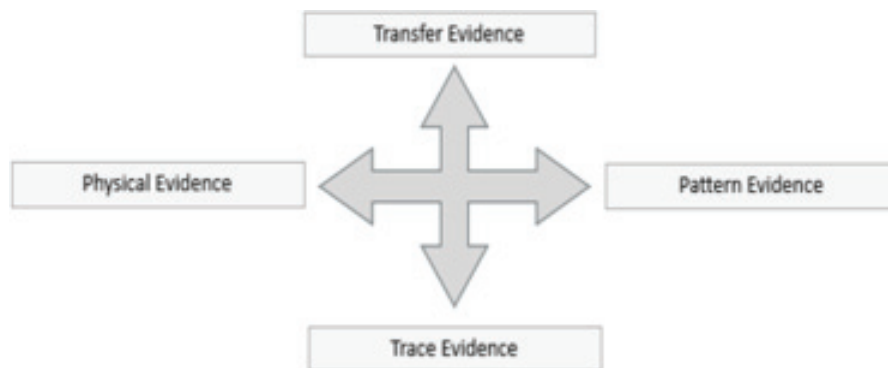 Transfer Evidence
Physical Evidence
Pattern Evidence
Trace Evidence